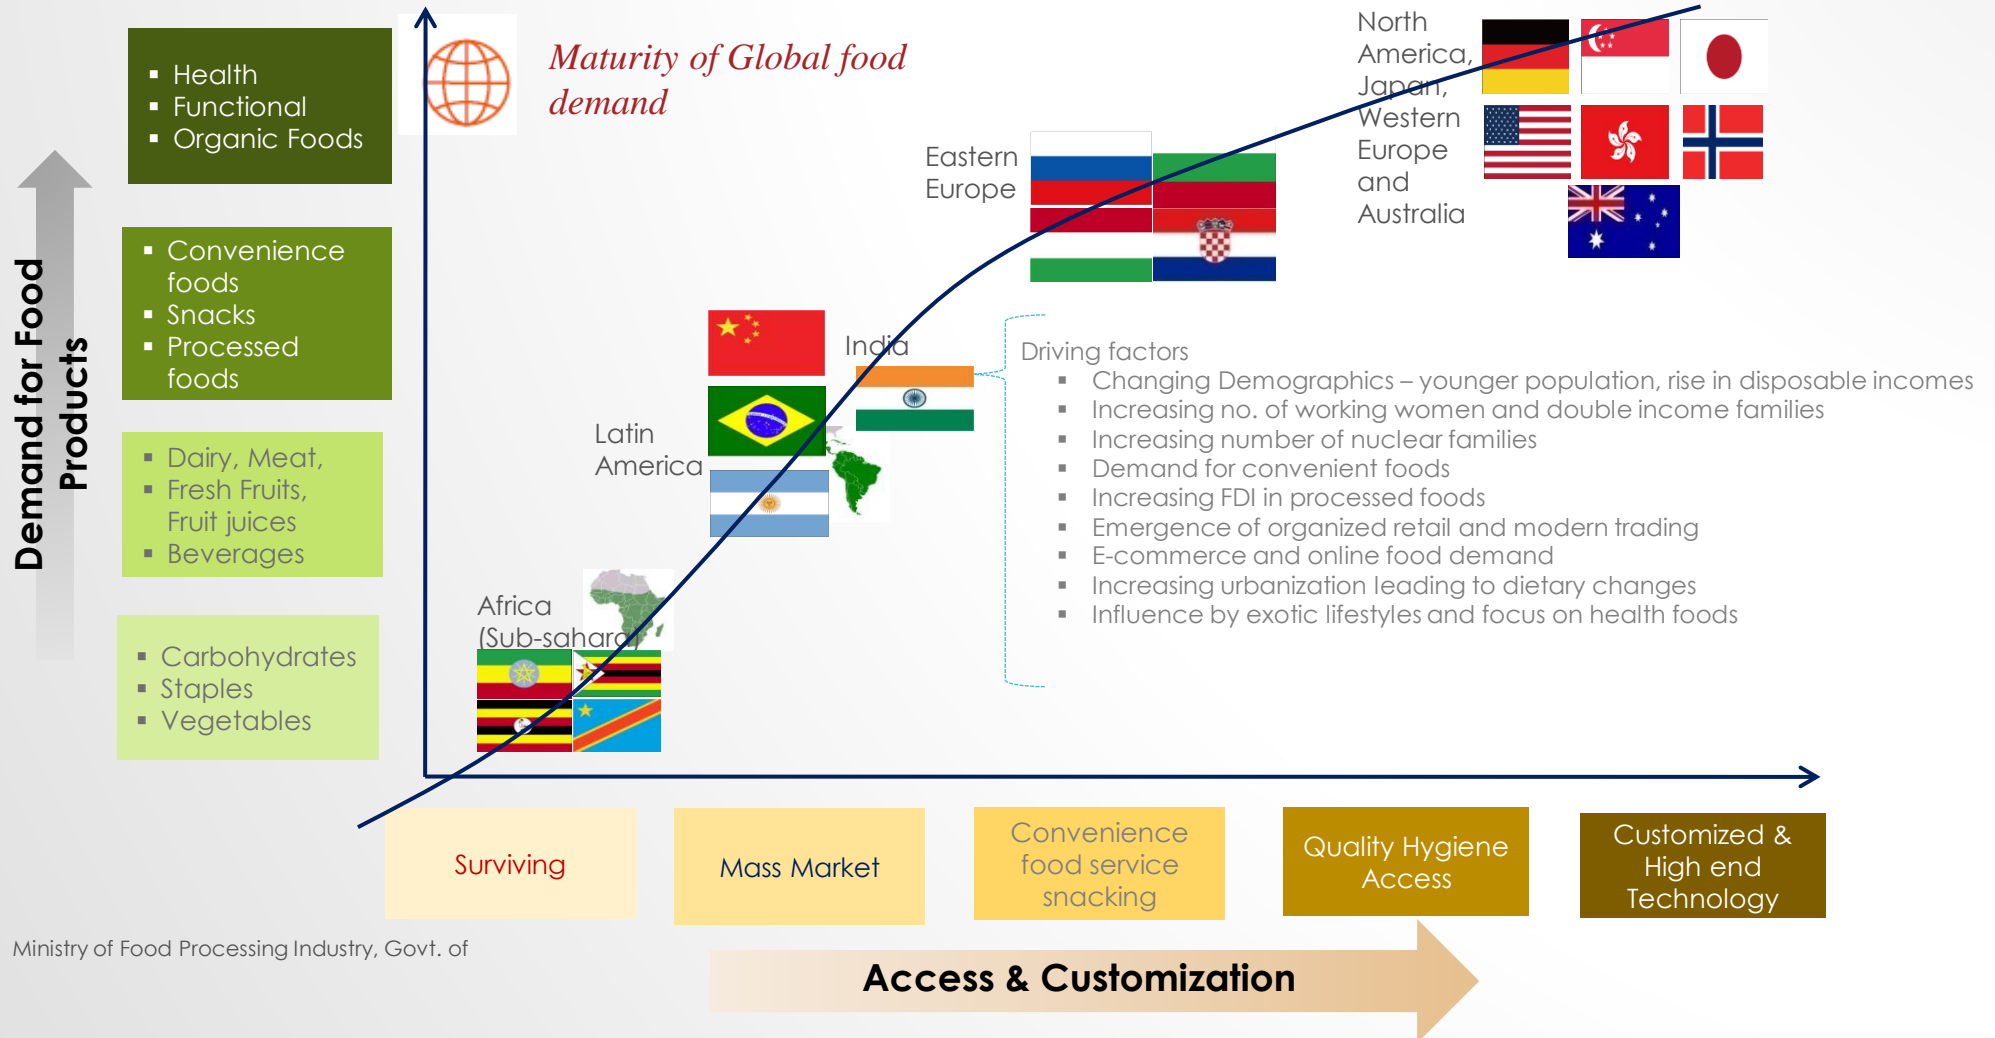 Maturity of Global food
demand
Demand for Food
Products
▪ Health
▪ Functional
▪ Organic Foods
▪ Convenience
foods
▪ Snacks
▪ Processed
foods
▪ Dairy, Meat,
▪ Fresh Fruits,
Fruit juices
▪ Beverages
▪ Carbohydrates
▪ Staples
▪ Vegetables
Africa
(Sub-sahara)
Latin
America
India
Eastern
Europe
North
America,
Japan,
Western
Europe
and
Australia
Driving factors
▪ Changing Demographics – younger population, rise in disposable incomes
▪ Increasing no. of working women and double income families
▪ Increasing number of nuclear families
▪ Demand for convenient foods
▪ Increasing FDI in processed foods
▪ Emergence of organized retail and modern trading
▪ E-commerce and online food demand
▪ Increasing urbanization leading to dietary changes
▪ Influence by exotic lifestyles and focus on health foods
Surviving
Mass Market
Convenience
food service
snacking
Quality Hygiene
Access
Customized &
High end
Technology
Ministry of Food Processing Industry, Govt. of
Access & Customization